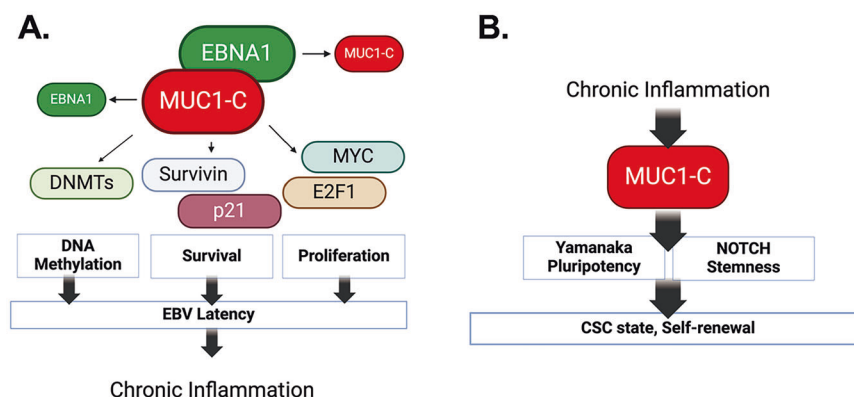 A.
EBNA1
MUC1-C
EBNA1
MUC1-C
DNMTs
Survivin
p21
MYC
E2F1
DNA
Methylation
Survival
Proliferation
EBV Latency
Chronic Inflammation
B.
Chronic Inflammation
MUC1-C
Yamanaka
Pluripotency
NOTCH
Stemness
CSC state, Self-renewal